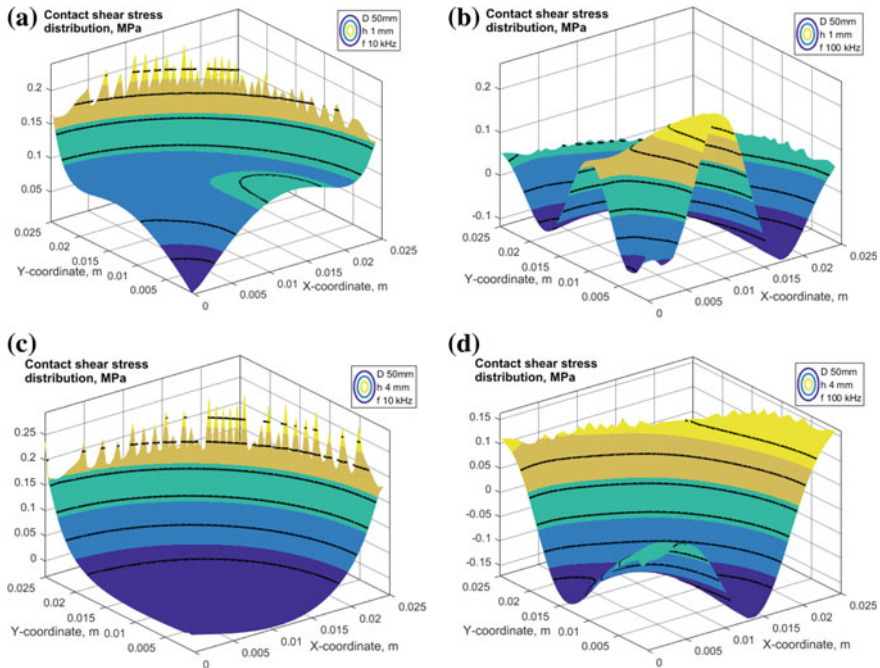 (a)
Contact shear stress
distribution, MPa
D 50mm
h 1 mm
f 10 kHz
0.2
0.15
0.1
0.05
0.025
0.02
0.015
0.01
0.005
0
Y-coordinate, m
0
0.005
0.01
0.015
0.02
0.025
X-coordinate, m
(b)
Contact shear stress
distribution, MPa
D 50mm
h 1 mm
f 100 kHz
0.2
0.1
0
-0.1
0.025
0.02
0.015
0.01
0.005
Y-coordinate, m
0
0.005
0.01
0.015
0.02
0.025
X-coordinate, m
(c)
Contact shear stress
distribution, MPa
D 50mm
h 4 mm
f 10 kHz
0.25
0.2
0.15
0.1
0.05
0
0.025
0.02
0.015
0.01
0.005
Y-coordinate, m
0
0.005
0.01
0.015
0.02
0.025
X-coordinate, m
(d)
Contact shear stress
distribution, MPa
D 50mm
h 4 mm
f 100 kHz
0.15
0.1
0.05
0
-0.05
-0.1
-0.15
0.025
0.02
0.015
0.01
0.005
Y-coordinate, m
0
0.005
0.01
0.015
0.02
0.025
X-coordinate, m